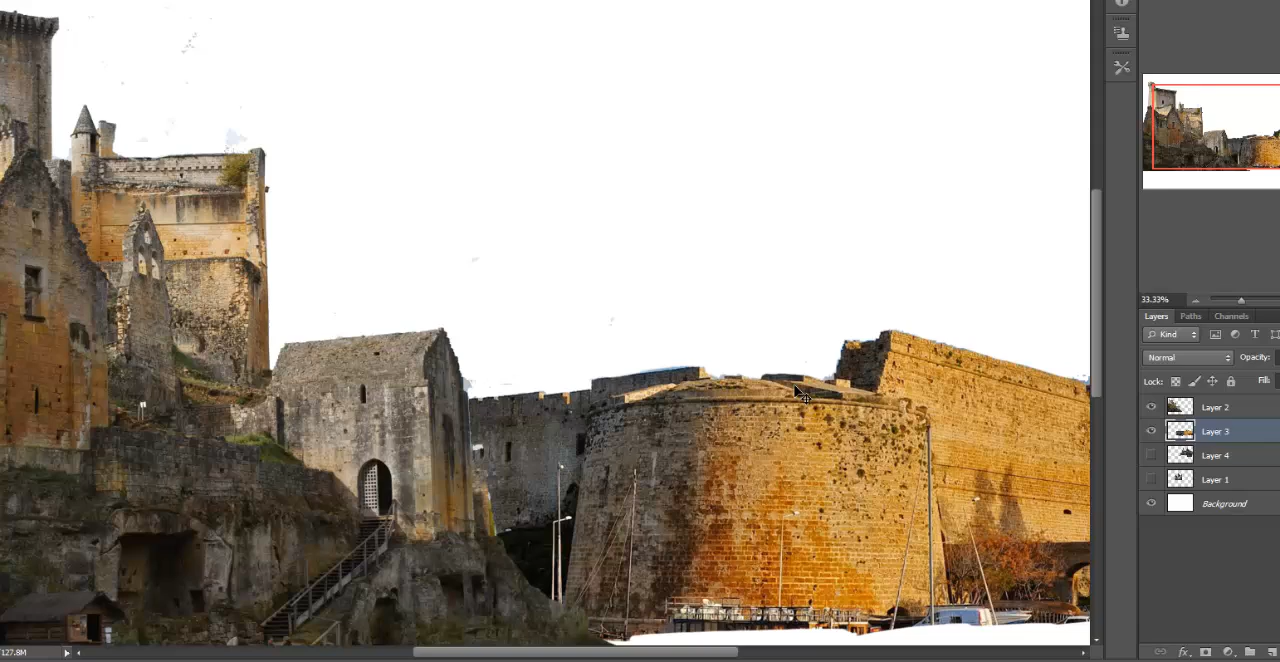 33.33%
Layers Paths Channels
Kind
Normal Opacity:
Lock: Fill:
Layer 2
Layer 3
Layer 4
Layer 1
Background
fx
127.8M